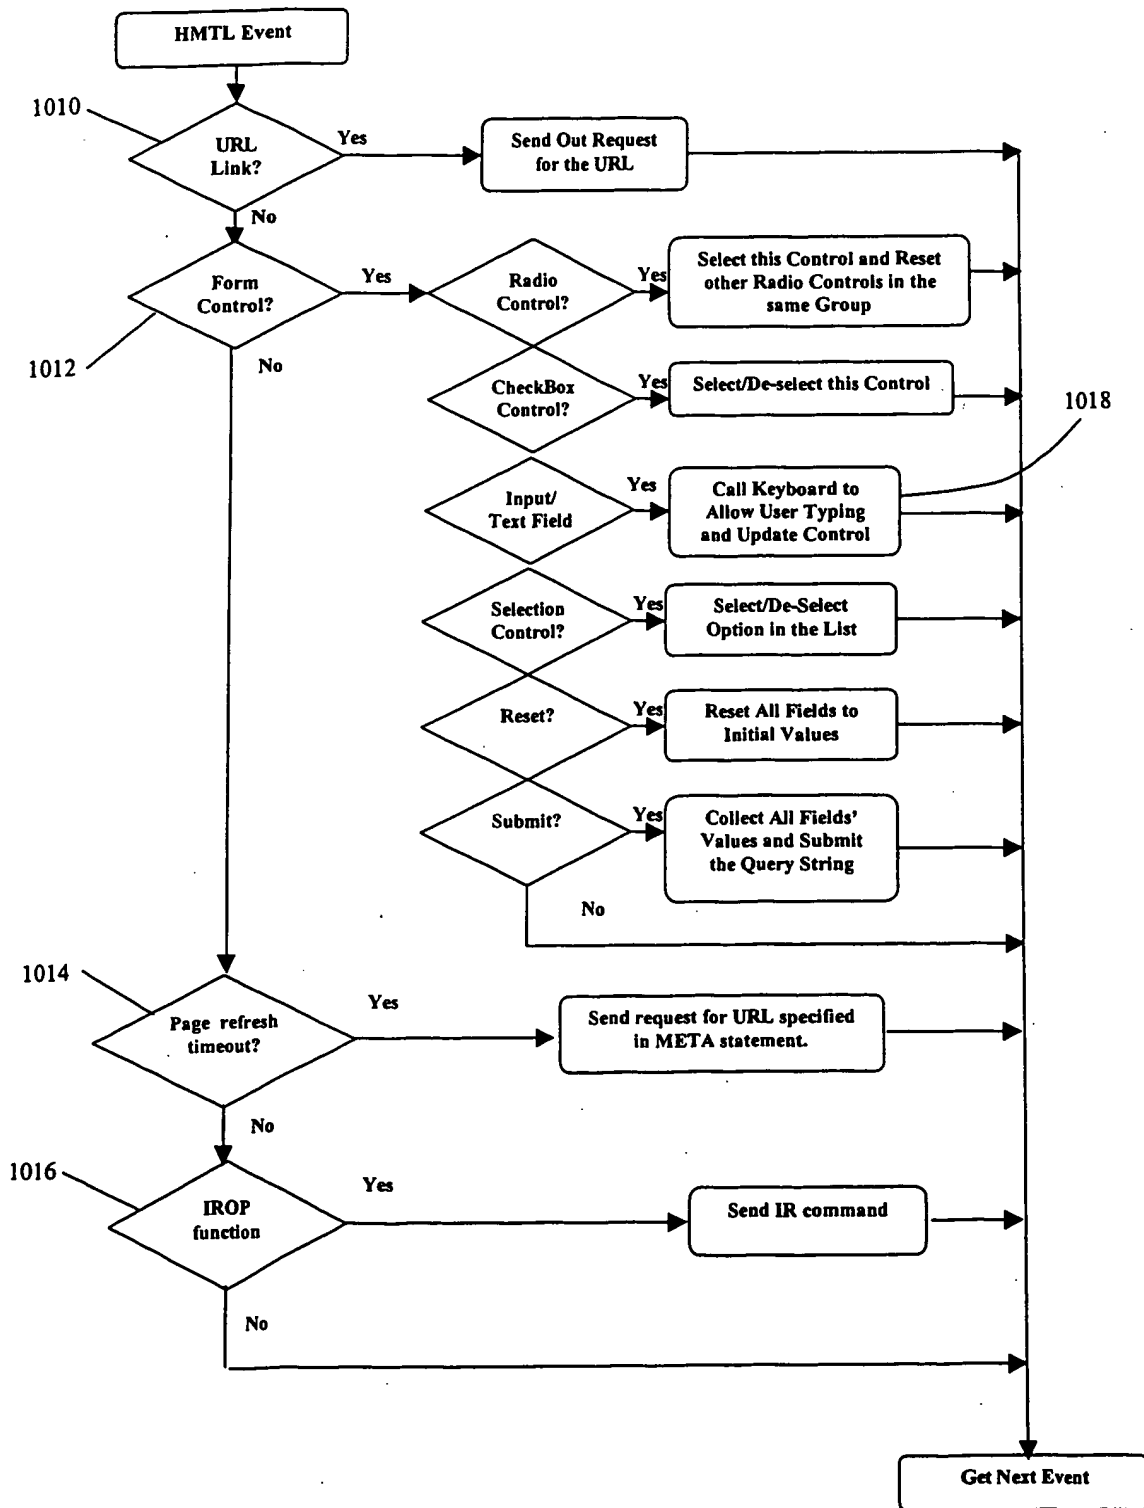 HMTL Event
1010
URL
Link?
Yes
Send Out Request
for the URL
No
Form
Control?
Yes
Radio
Control?
Yes
Select this Control and Reset
other Radio Controls in the
same Group
1012
No
CheckBox
Control?
Yes
Select/De-select this Control
1018
Input/
Text Field
Yes
Call Keyboard to
Allow User Typing
and Update Control
Selection
Control?
Yes
Select/De-Select
Option in the List
Reset?
Yes
Reset All Fields to
Initial Values
Submit?
Yes
Collect All Fields'
Values and Submit
the Query String
No
1014
Page refresh
timeout?
Yes
Send request for URL specified
in META statement.
No
1016
IROP
function
Yes
Send IR command
No
Get Next Event